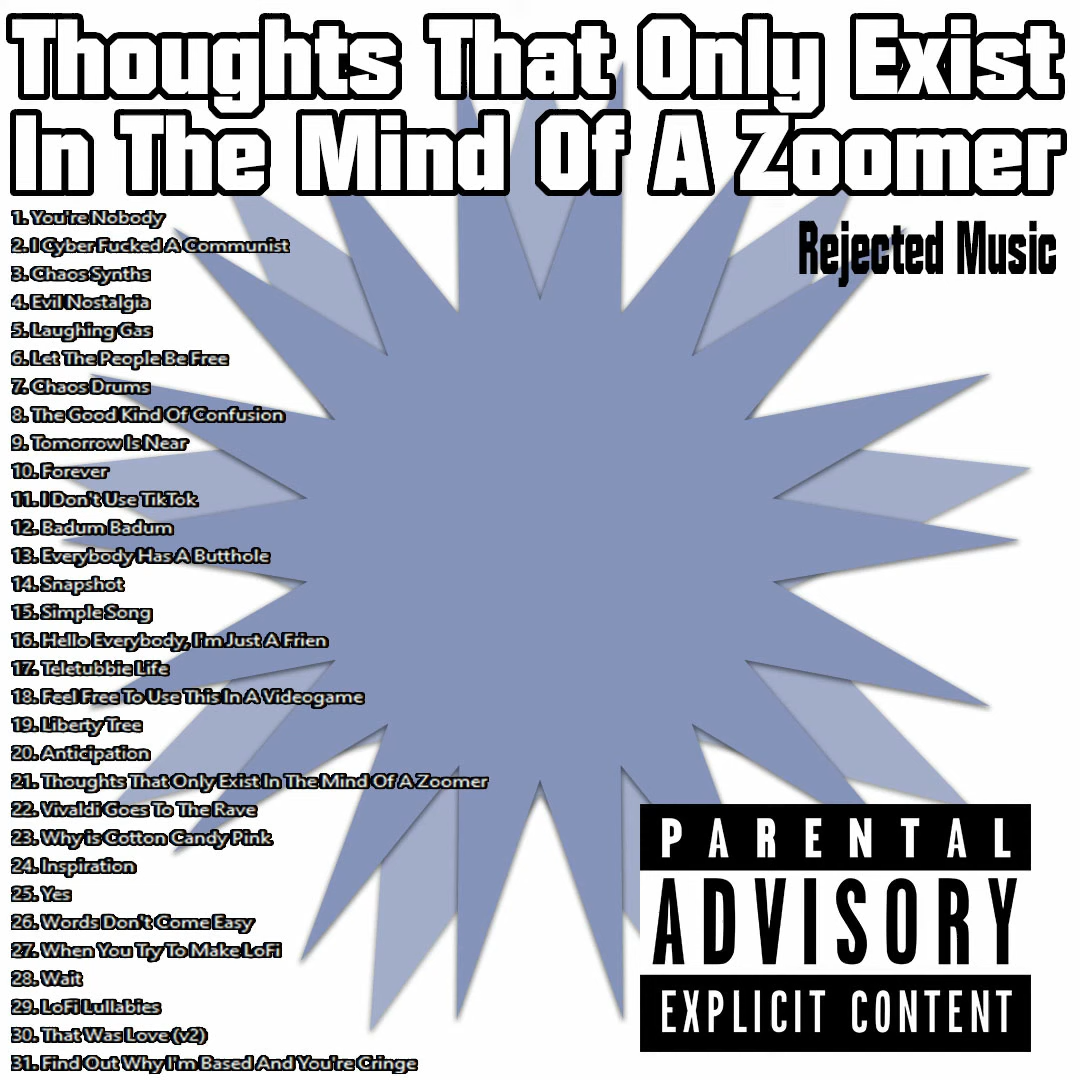 Thoughts That Only Exist
In The Mind Of A Zoomer
Rejected Music
1. You're Nobody
2. I Cyber Fucked A Communist
3. Chaos Synths
4. Evil Nostalgia
5. Laughing Gas
6. Let The People Be Free
7. Chaos Drums
8. The Good Kind Of Confusion
9. Tomorrow Is Near
10. Forever
11. I Don't Use TikTok
12. Badum Badum
13. Everybody Has A Butthole
14. Snapshot
15. Simple Song
16. Hello Everybody, I'm Just A Frien
17. Teletubbie Life
18. Feel Free To Use This In A Videogame
19. Liberty Tree
20. Anticipation
21. Thoughts That Only Exist In The Mind Of A Zoomer
22. Vivaldi Goes To The Rave
23. Why is Cotton Candy Pink
24. Inspiration
25. Yes
26. Words Don't Come Easy
27. When You Try To Make LoFi
28. Wait
29. LoFi Lullabies
30. That Was Love (v2)
31. Find Out Why I'm Based And You're Cringe
PARENTAL
ADVISORY
EXPLICIT CONTENT